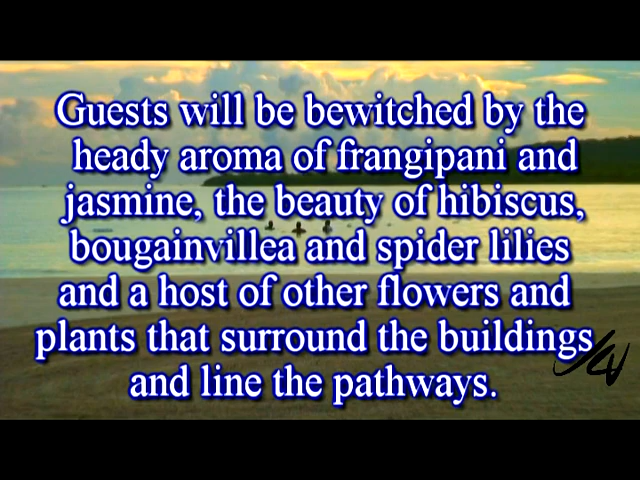 Guests will be bewitched by the
heady aroma of frangipani and
jasmine, the beauty of hibiscus,
bougainvillea and spider lilies
and a host of other flowers and
plants that surround the buildings
and line the pathways.